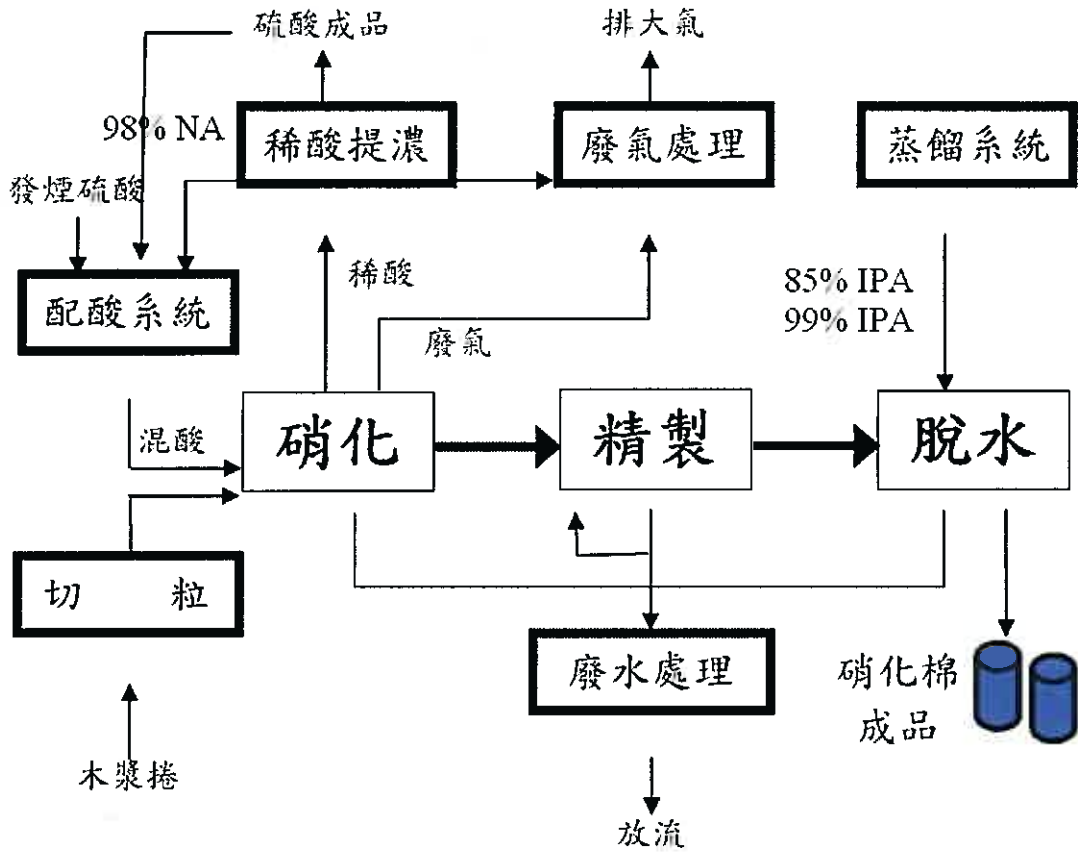 硫酸成品
排大氣
98% NA
稀酸提濃
廢氣處理
蒸餾系統
發煙硫酸
稀酸
85% IPA
99% IPA
配酸系統
廢氣
混酸
硝化
精製
脫水
切 粒
廢水處理
硝化棉
成品
木漿捲
放流